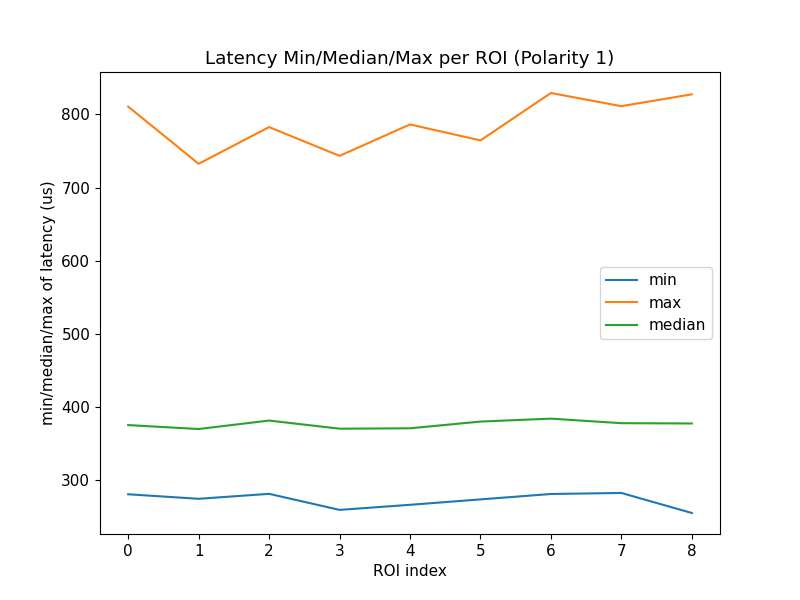 Latency Min/Median/Max per ROI (Polarity 1)
min/median/max of latency (us)
800
700
600
500
400
300
min
max
median
0 1 2 3 4 5 6 7 8
ROI index